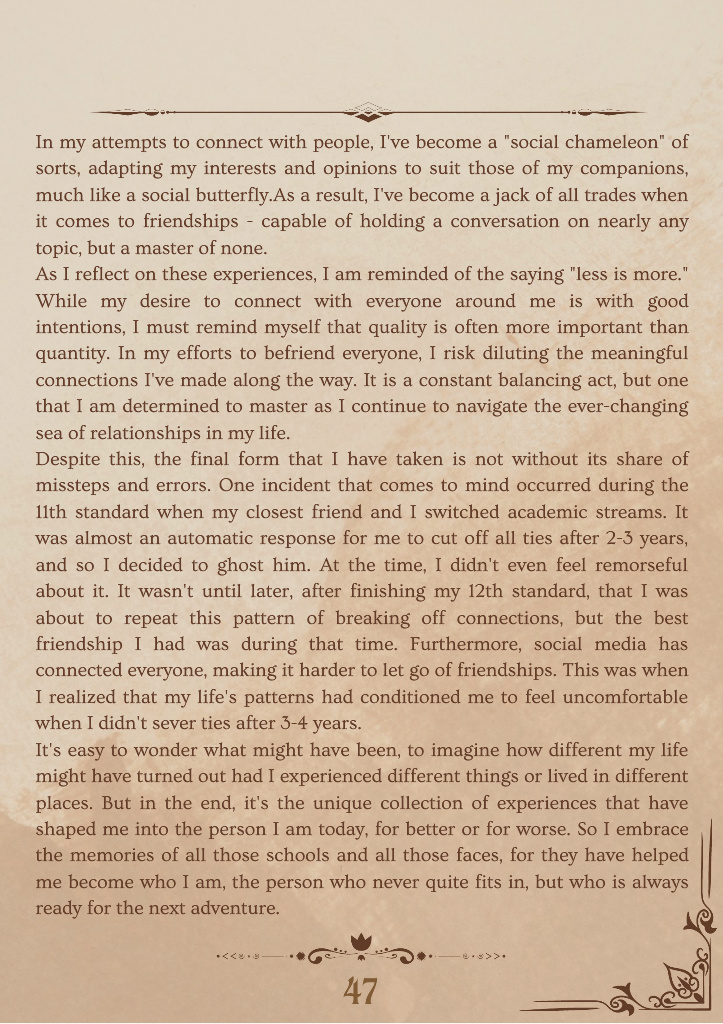 In my attempts to connect with people, I've become a "social chameleon" of
sorts, adapting my interests and opinions to suit those of my companions,
much like a social butterfly.As a result, I've become a jack of all trades when
it comes to friendships - capable of holding a conversation on nearly any
topic, but a master of none.
As I reflect on these experiences, I am reminded of the saying "less is more."
While my desire to connect with everyone around me is with good
intentions, I must remind myself that quality is often more important than
quantity. In my efforts to befriend everyone, I risk diluting the meaningful
connections I've made along the way. It is a constant balancing act, but one
that I am determined to master as I continue to navigate the ever-changing
sea of relationships in my life.
Despite this, the final form that I have taken is not without its share of
missteps and errors. One incident that comes to mind occurred during the
11th standard when my closest friend and I switched academic streams. It
was almost an automatic response for me to cut off all ties after 2-3 years,
and so I decided to ghost him. At the time, I didn't even feel remorseful
about it. It wasn't until later, after finishing my 12th standard, that I was
about to repeat this pattern of breaking off connections, but the best
friendship I had was during that time. Furthermore, social media has
connected everyone, making it harder to let go of friendships. This was when
I realized that my life's patterns had conditioned me to feel uncomfortable
when I didn't sever ties after 3-4 years.
It's easy to wonder what might have been, to imagine how different my life
might have turned out had I experienced different things or lived in different
places. But in the end, it's the unique collection of experiences that have
shaped me into the person I am today, for better or for worse. So I embrace
the memories of all those schools and all those faces, for they have helped
me become who I am, the person who never quite fits in, but who is always
ready for the next adventure.
47